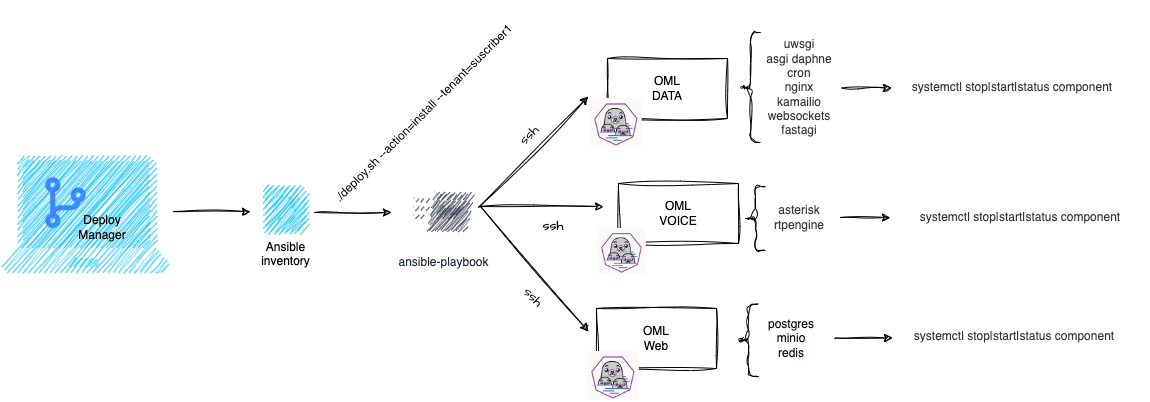 Deploy
Manager
Ansible
inventory
./deploy.sh --action=install --tenant=suscriber1
ansible-playbook
ssh
ssh
ssh
OML
DATA
uwsgi
asgi daphne
cron
nginx
kamailio
websockets
fastagi
systemctl stop|start|status component
OML
VOICE
asterisk
rtpengine
systemctl stop|start|status component
OML
Web
postgres
minio
redis
systemctl stop|start|status component